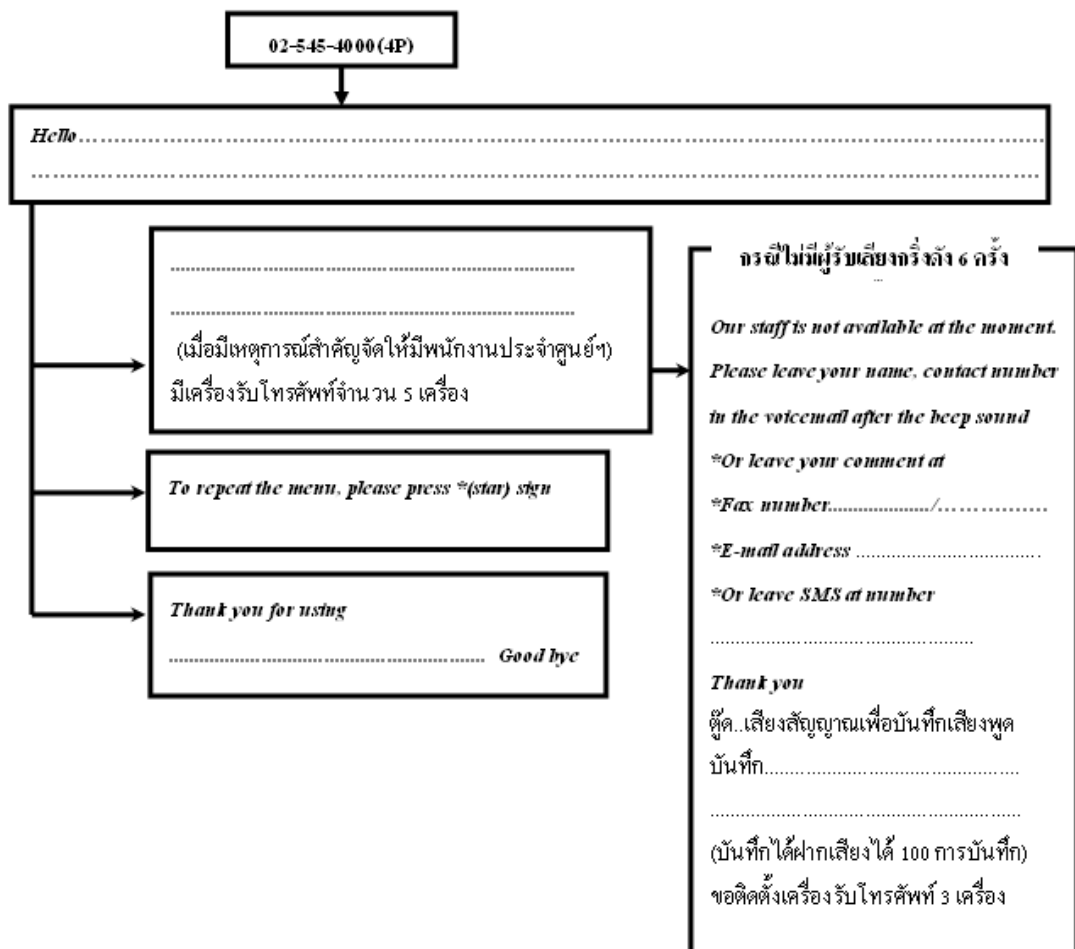 02-545-4000 (4P)
Hello...........................................................................................................................
...........................................................................................................................
......................................................................
......................................................................
(เมื่อมีเหตุการณ์สำคัญจัดให้มีพนักงานประจำศูนย์ฯ)
มีเครื่องรับโทรศัพท์จำนวน 5 เครื่อง
To repeat the menu, please press *(star) sign
Thank you for using
....................................................... Good bye
กรณีไม่มีผู้รับเสียงกริ่งดัง 6 ครั้ง
Our staff is not available at the moment.
Please leave your name, contact number
in the voicemail after the beep sound
*Or leave your comment at
*Fax number...................../...................
*E-mail address ....................................
*Or leave SMS at number
...................................................
Thank you
ตู๊ด..เสียงสัญญาณเพื่อบันทึกเสียงพูด
บันทึก..................................................
............................................................
(บันทึกได้ฝากเสียงได้ 100 การบันทึก)
ขอติดตั้งเครื่องรับโทรศัพท์ 3 เครื่อง